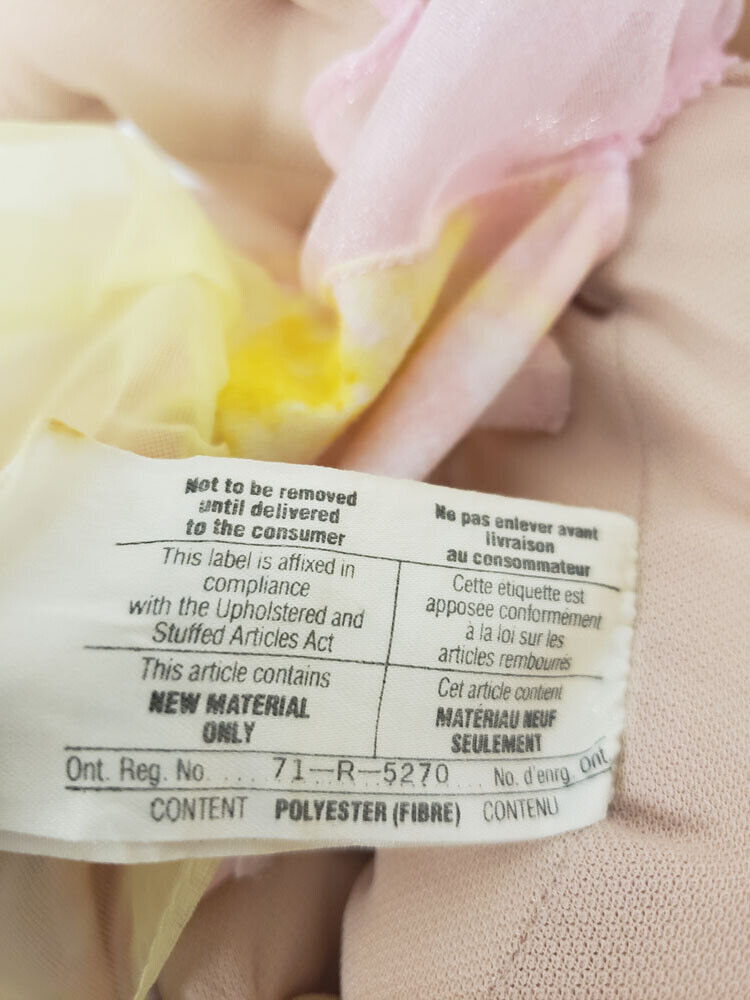 Not to be removed
until delivered
to the consumer
Ne pas enlever avant
livraison
au consommateur
This label is affixed in
compliance
with the Upholstered and
Stuffed Articles Act
Cette etiquette est
apposée conformément
à la loi sur les
articles rembourrés
This article contains
NEW MATERIAL
ONLY
Cet article contient
MATÉRIAU NEUF
SEULEMENT
Ont. Reg. No.... 71-R-5270 .. No. d'enrg. Ont.
CONTENT POLYESTER (FIBRE) CONTENU